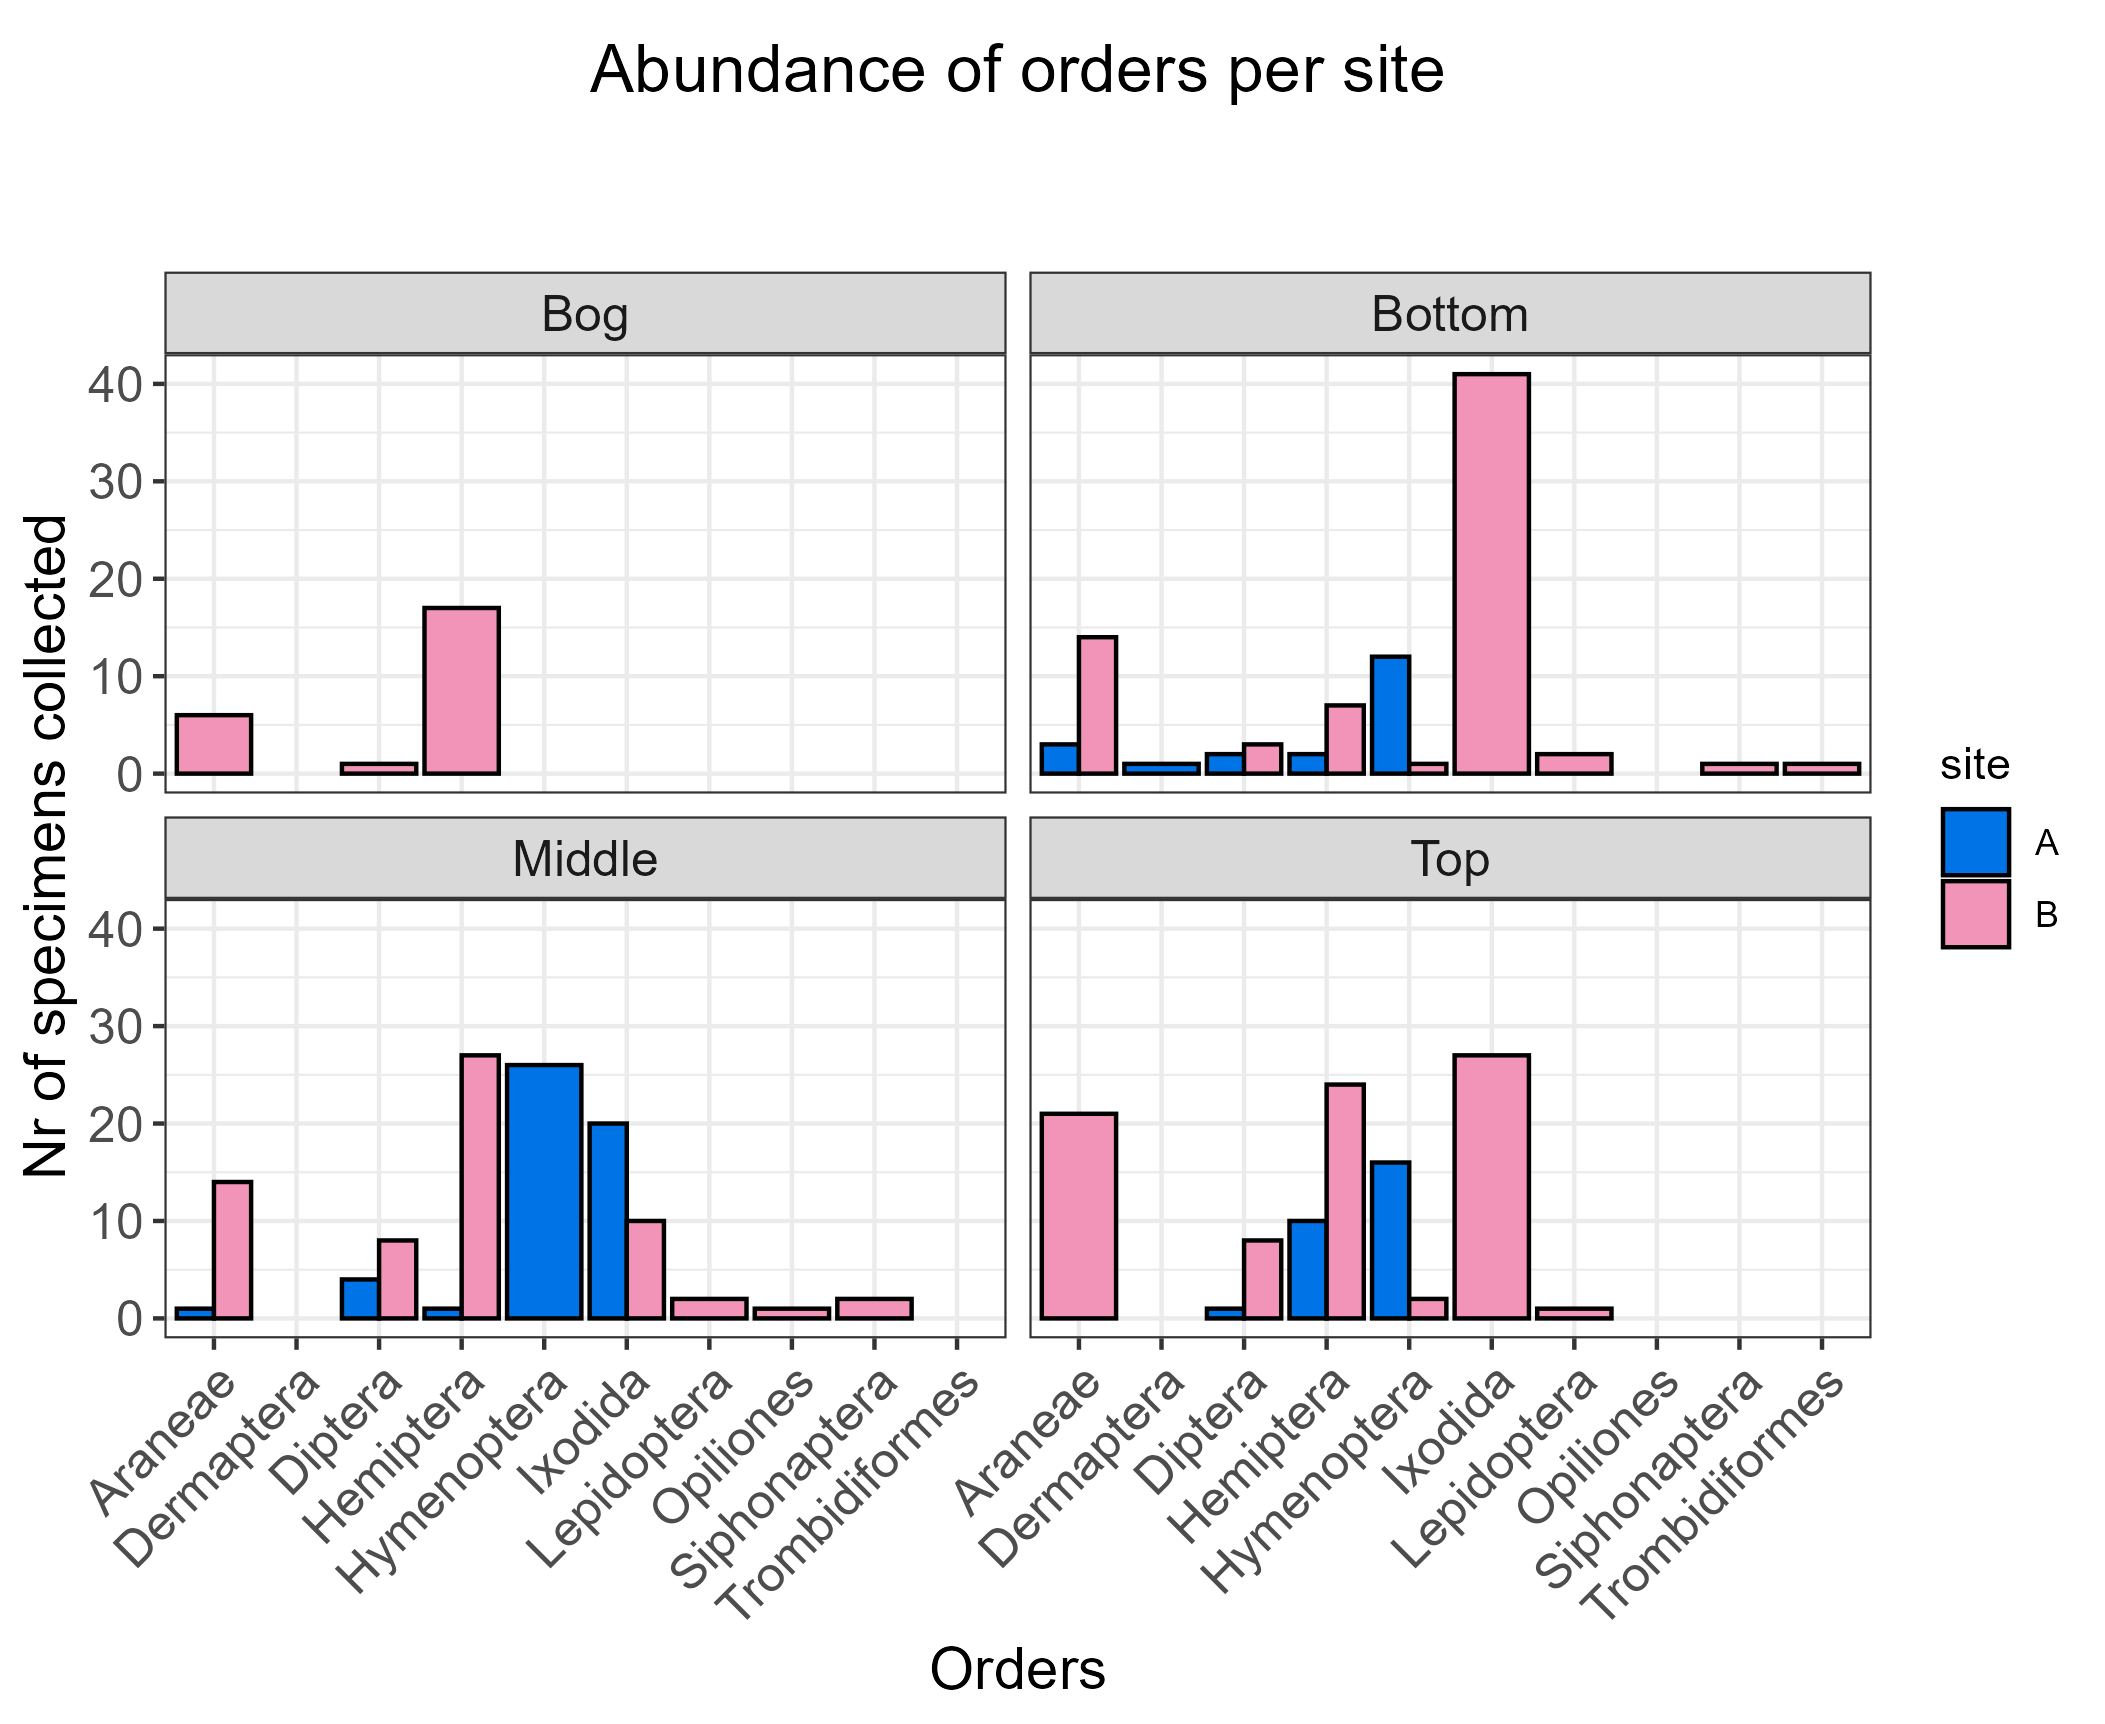 Abundance of orders per site
Bog
Bottom
40
30
20
10
0
Middle
Top
40
30
20
10
0
Nr of specimens collected
Araneae
Dermaptera
Diptera
Hemiptera
Hymenoptera
Ixodida
Lepidoptera
Opiliones
Siphonaptera
Trombidiformes
Araneae
Dermaptera
Diptera
Hemiptera
Hymenoptera
Ixodida
Lepidoptera
Opiliones
Siphonaptera
Trombidiformes
Orders
site
A
B